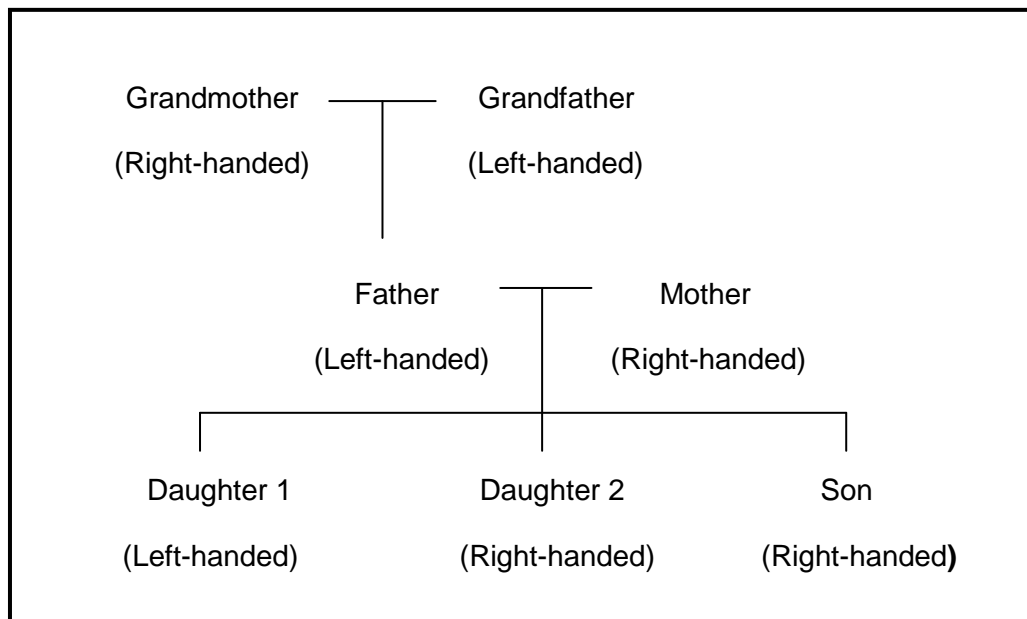 Grandmother Grandfather
(Right-handed) (Left-handed)
Father Mother
(Left-handed) (Right-handed)
Daughter 1 Daughter 2 Son
(Left-handed) (Right-handed) (Right-handed)